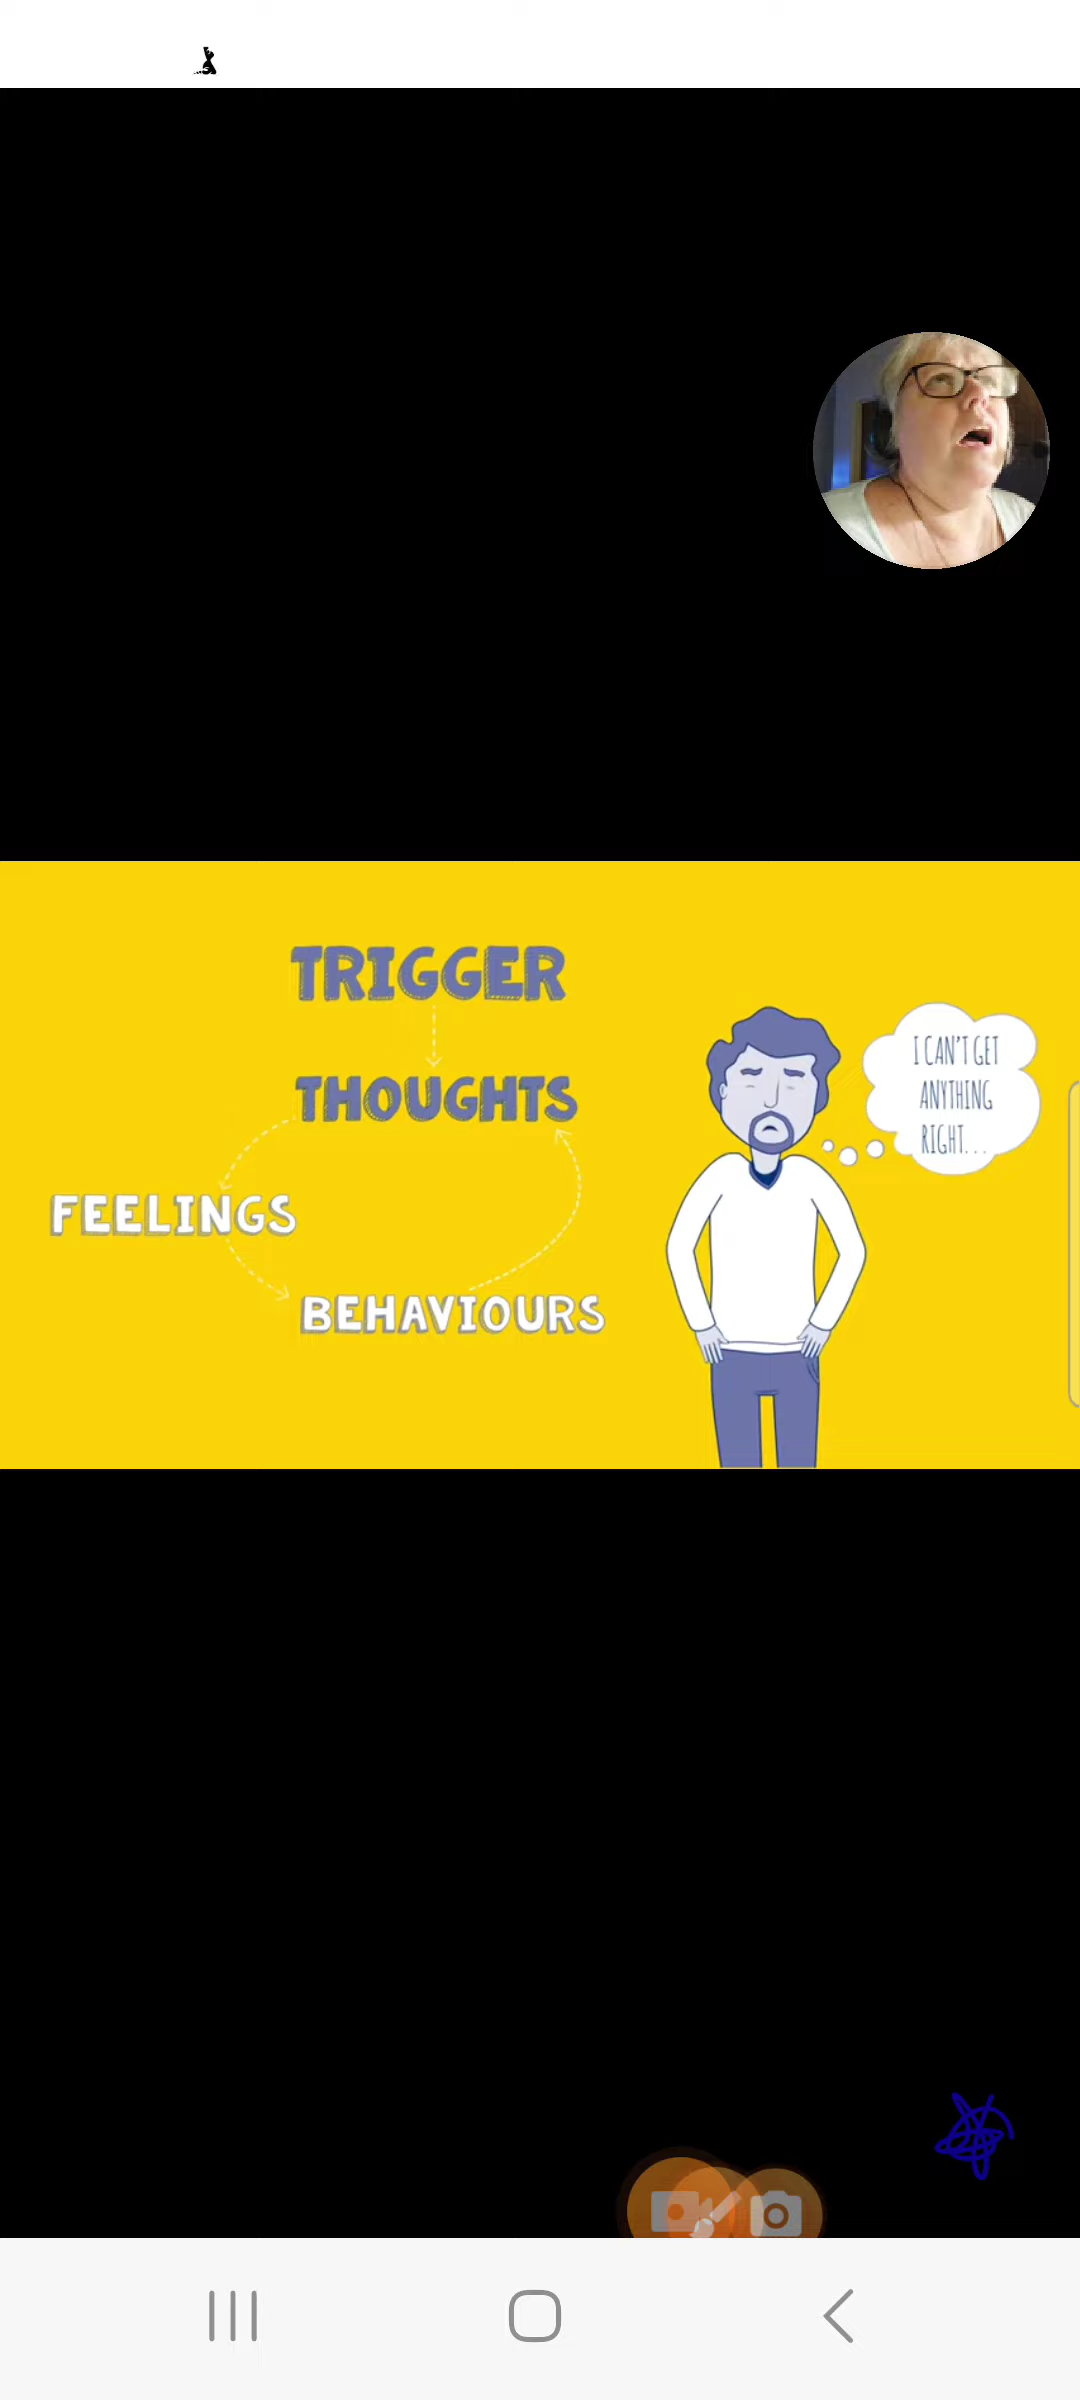 TRIGGER
THOUGHTS
FEELINGS
BEHAVIOURS
I CAN'T GET
ANYTHING
RIGHT...